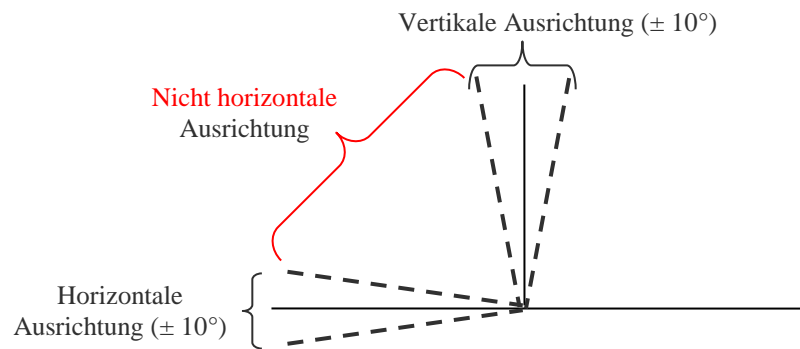 Vertikale Ausrichtung (± 10°)
Nicht horizontale
Ausrichtung
Horizontale
Ausrichtung (± 10°)